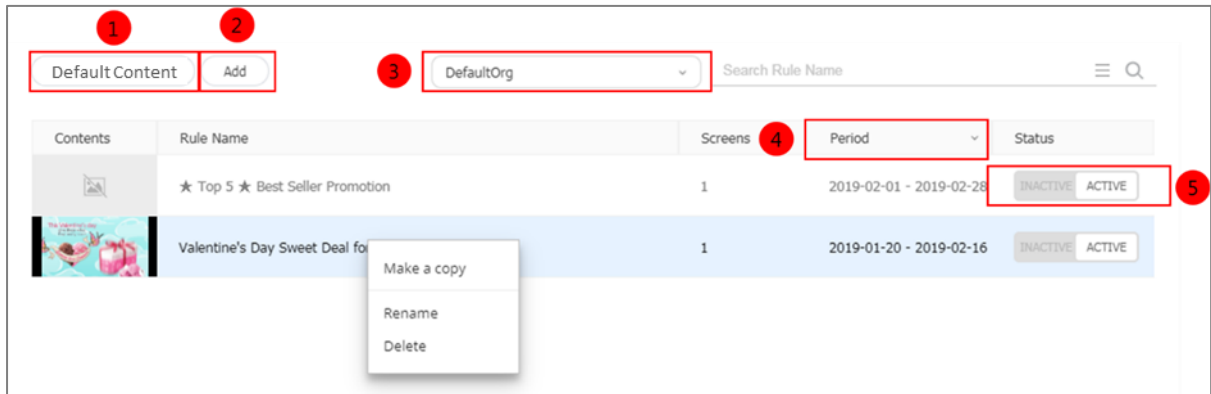 1
2
Default Content Add 3 DefaultOrg Search Rule Name
Contents Rule Name Screens 4 Period Status
★ Top 5 ★ Best Seller Promotion 1 2019-02-01 - 2019-02-28 INACTIVE ACTIVE 5
Valentine's Day Sweet Deal fo 1 2019-01-20 - 2019-02-16 INACTIVE ACTIVE
Make a copy
Rename
Delete